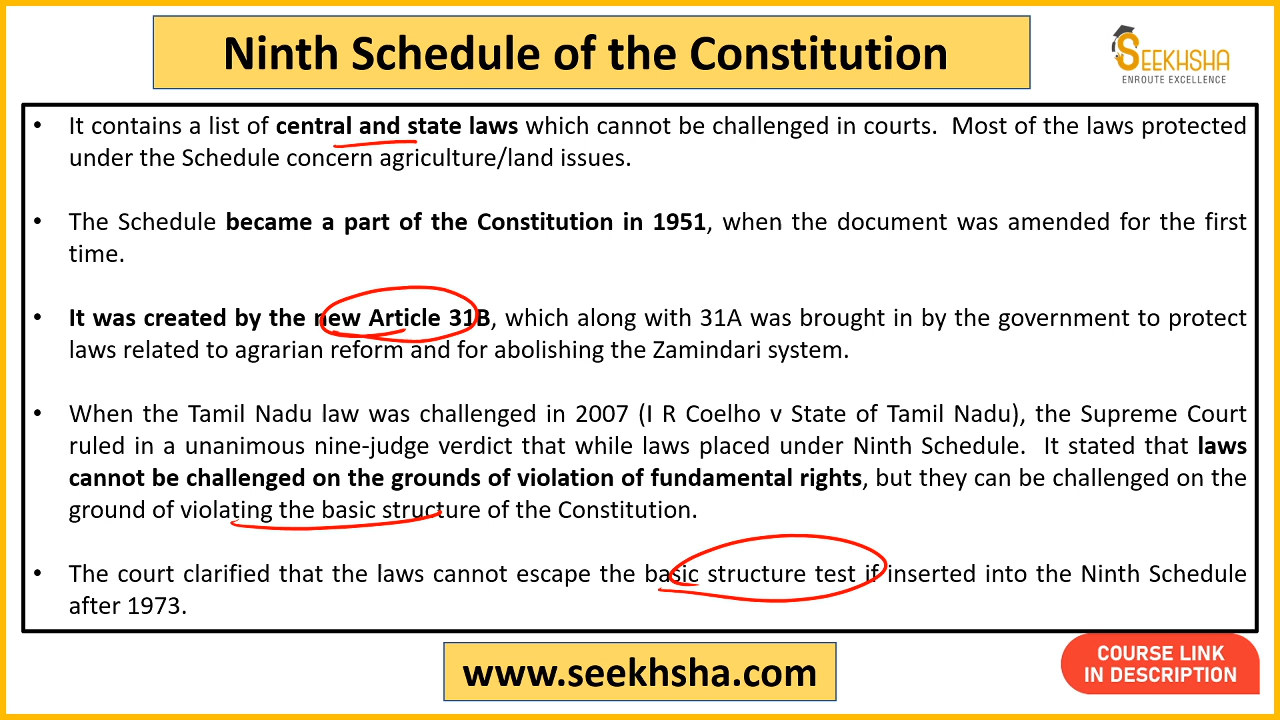 Ninth Schedule of the Constitution
SEEKHSHA
ENROUTE EXCELLENCE
• It contains a list of central and state laws which cannot be challenged in courts. Most of the laws protected
under the Schedule concern agriculture/land issues.
• The Schedule became a part of the Constitution in 1951, when the document was amended for the first
time.
• It was created by the new Article 31B, which along with 31A was brought in by the government to protect
laws related to agrarian reform and for abolishing the Zamindari system.
• When the Tamil Nadu law was challenged in 2007 (I R Coelho v State of Tamil Nadu), the Supreme Court
ruled in a unanimous nine-judge verdict that while laws placed under Ninth Schedule. It stated that laws
cannot be challenged on the grounds of violation of fundamental rights, but they can be challenged on the
ground of violating the basic structure of the Constitution.
• The court clarified that the laws cannot escape the basic structure test if inserted into the Ninth Schedule
after 1973.
www.seekhsha.com
COURSE LINK
IN DESCRIPTION